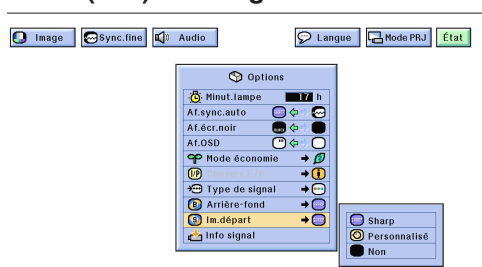 Image
Sync.fine
Audio
Langue
Mode PRJ
État
Options
Minut.lampe 17 h
Af.sync.auto
Af.écr.noir
Af.OSD
Mode économie
Type de signal
Arrière-fond
Im.départ
Info signal
Sharp
Personnalisé
Non